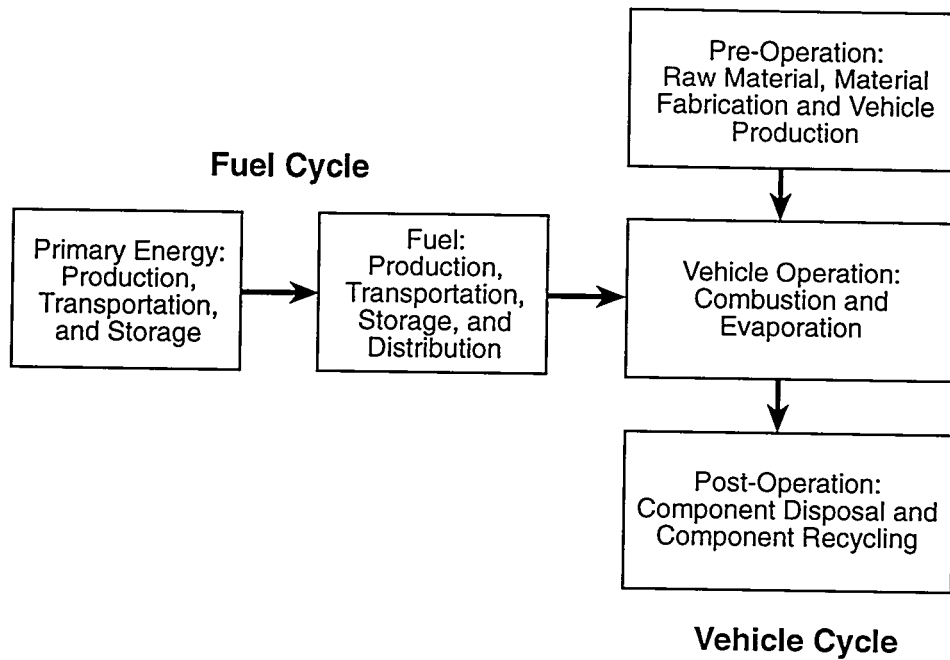 Pre-Operation:
Raw Material, Material
Fabrication and Vehicle
Production
Fuel Cycle
Primary Energy:
Production,
Transportation,
and Storage
Fuel:
Production,
Transportation,
Storage, and
Distribution
Vehicle Operation:
Combustion and
Evaporation
Post-Operation:
Component Disposal and
Component Recycling
Vehicle Cycle